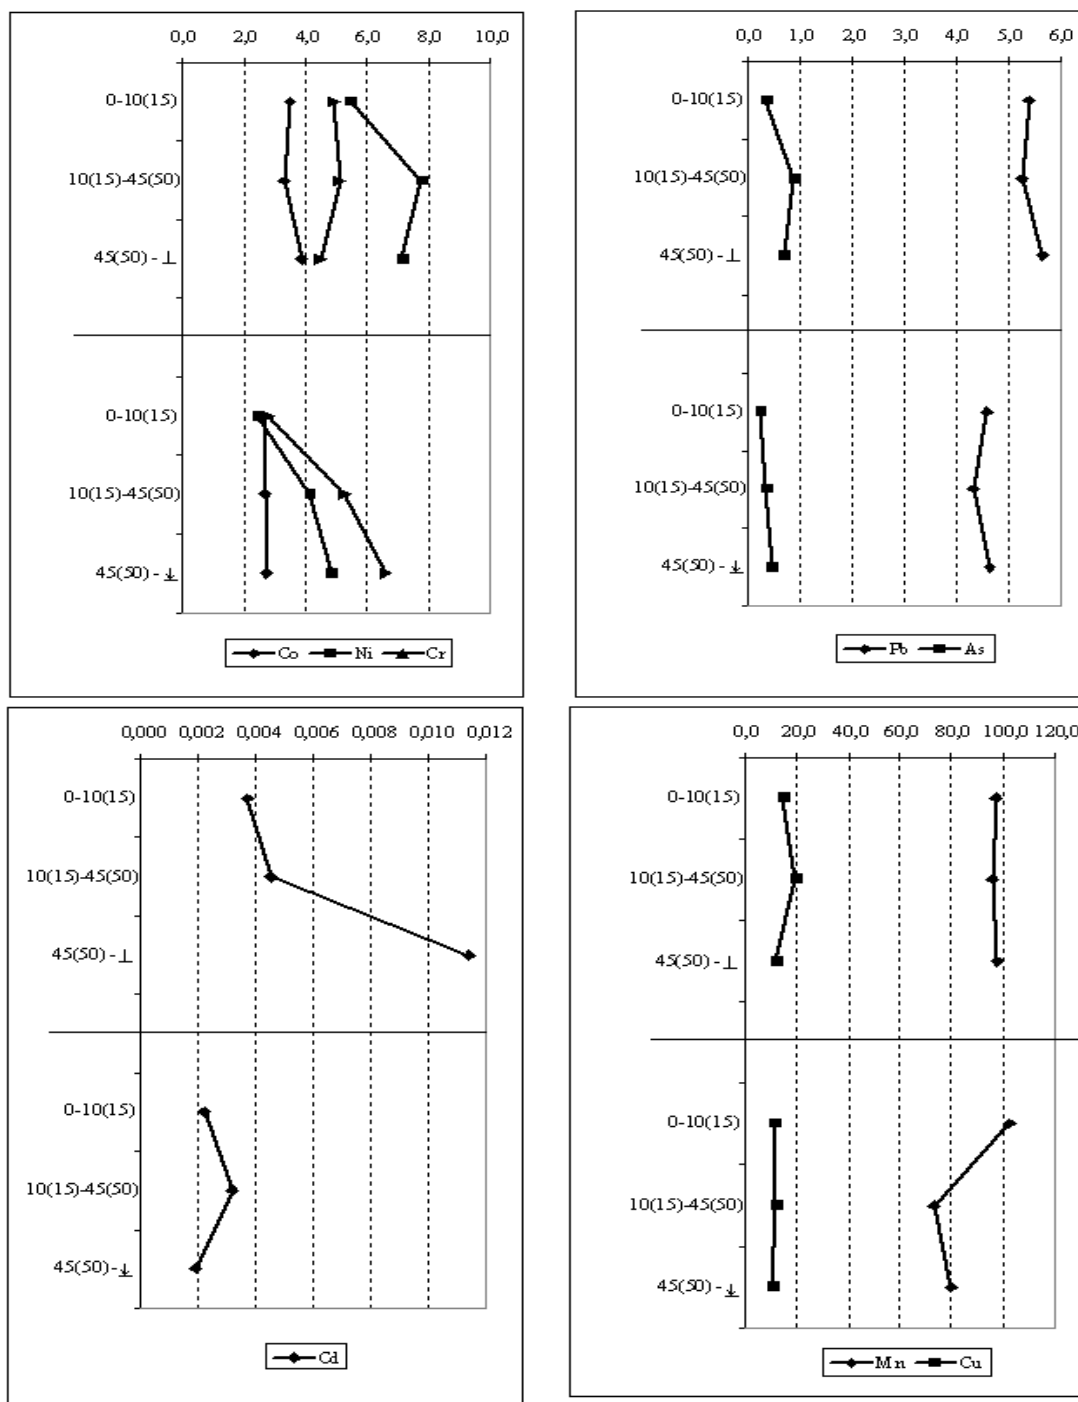 0,0 2,0 4,0 6,0 8,0 10,0
0-10(15)
10(15)-45(50)
45(50) - ⊥
0-10(15)
10(15)-45(50)
45(50) - ↓
Co Ni Cr
0,0 1,0 2,0 3,0 4,0 5,0 6,0
0-10(15)
10(15)-45(50)
45(50) - ⊥
0-10(15)
10(15)-45(50)
45(50) - ↓
Pb As
0,000 0,002 0,004 0,006 0,008 0,010 0,012
0-10(15)
10(15)-45(50)
45(50) - ⊥
0-10(15)
10(15)-45(50)
45(50) - ↓
Cd
0,0 20,0 40,0 60,0 80,0 100,0 120,0
0-10(15)
10(15)-45(50)
45(50) - ⊥
0-10(15)
10(15)-45(50)
45(50) - ↓
Mn Cu